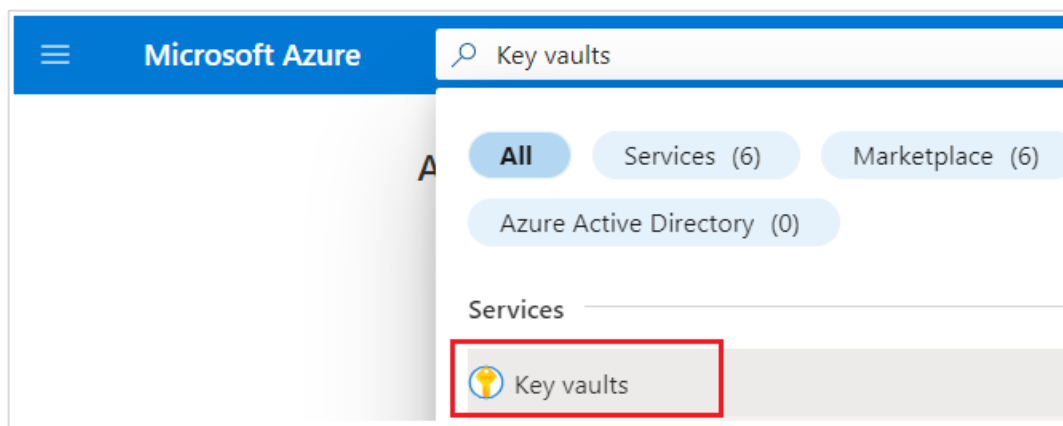 Microsoft Azure Key vaults
All Services (6) Marketplace (6)
A
Azure Active Directory (0)
Services
Key vaults